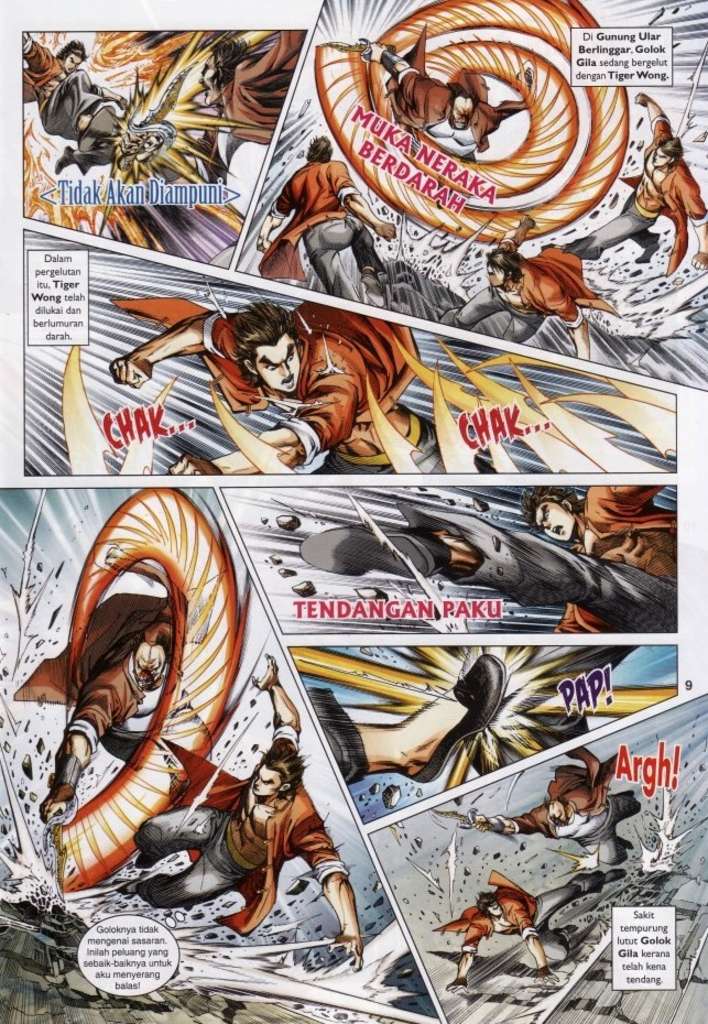 <Tidak Akan Diampuni>
Di Gunung Ular
Berlinggar, Golok
Gila sedang bergelut
dengan Tiger Wong.
MUKA NERAKA
BERDARAH
Dalam
pergelutan
itu, Tiger
Wong telah
dilukai dan
berlumuran
darah.
CHAK...
CHAK...
Goloknya tidak
mengenai sasaran.
Inilah peluang yang
sebaik-baiknya untuk
aku menyerang
balas!
TENDANGAN PAKU
PAP!
9
Argh!
Sakit
tempurung
lutut Golok
Gila kerana
telah kena
tendang.